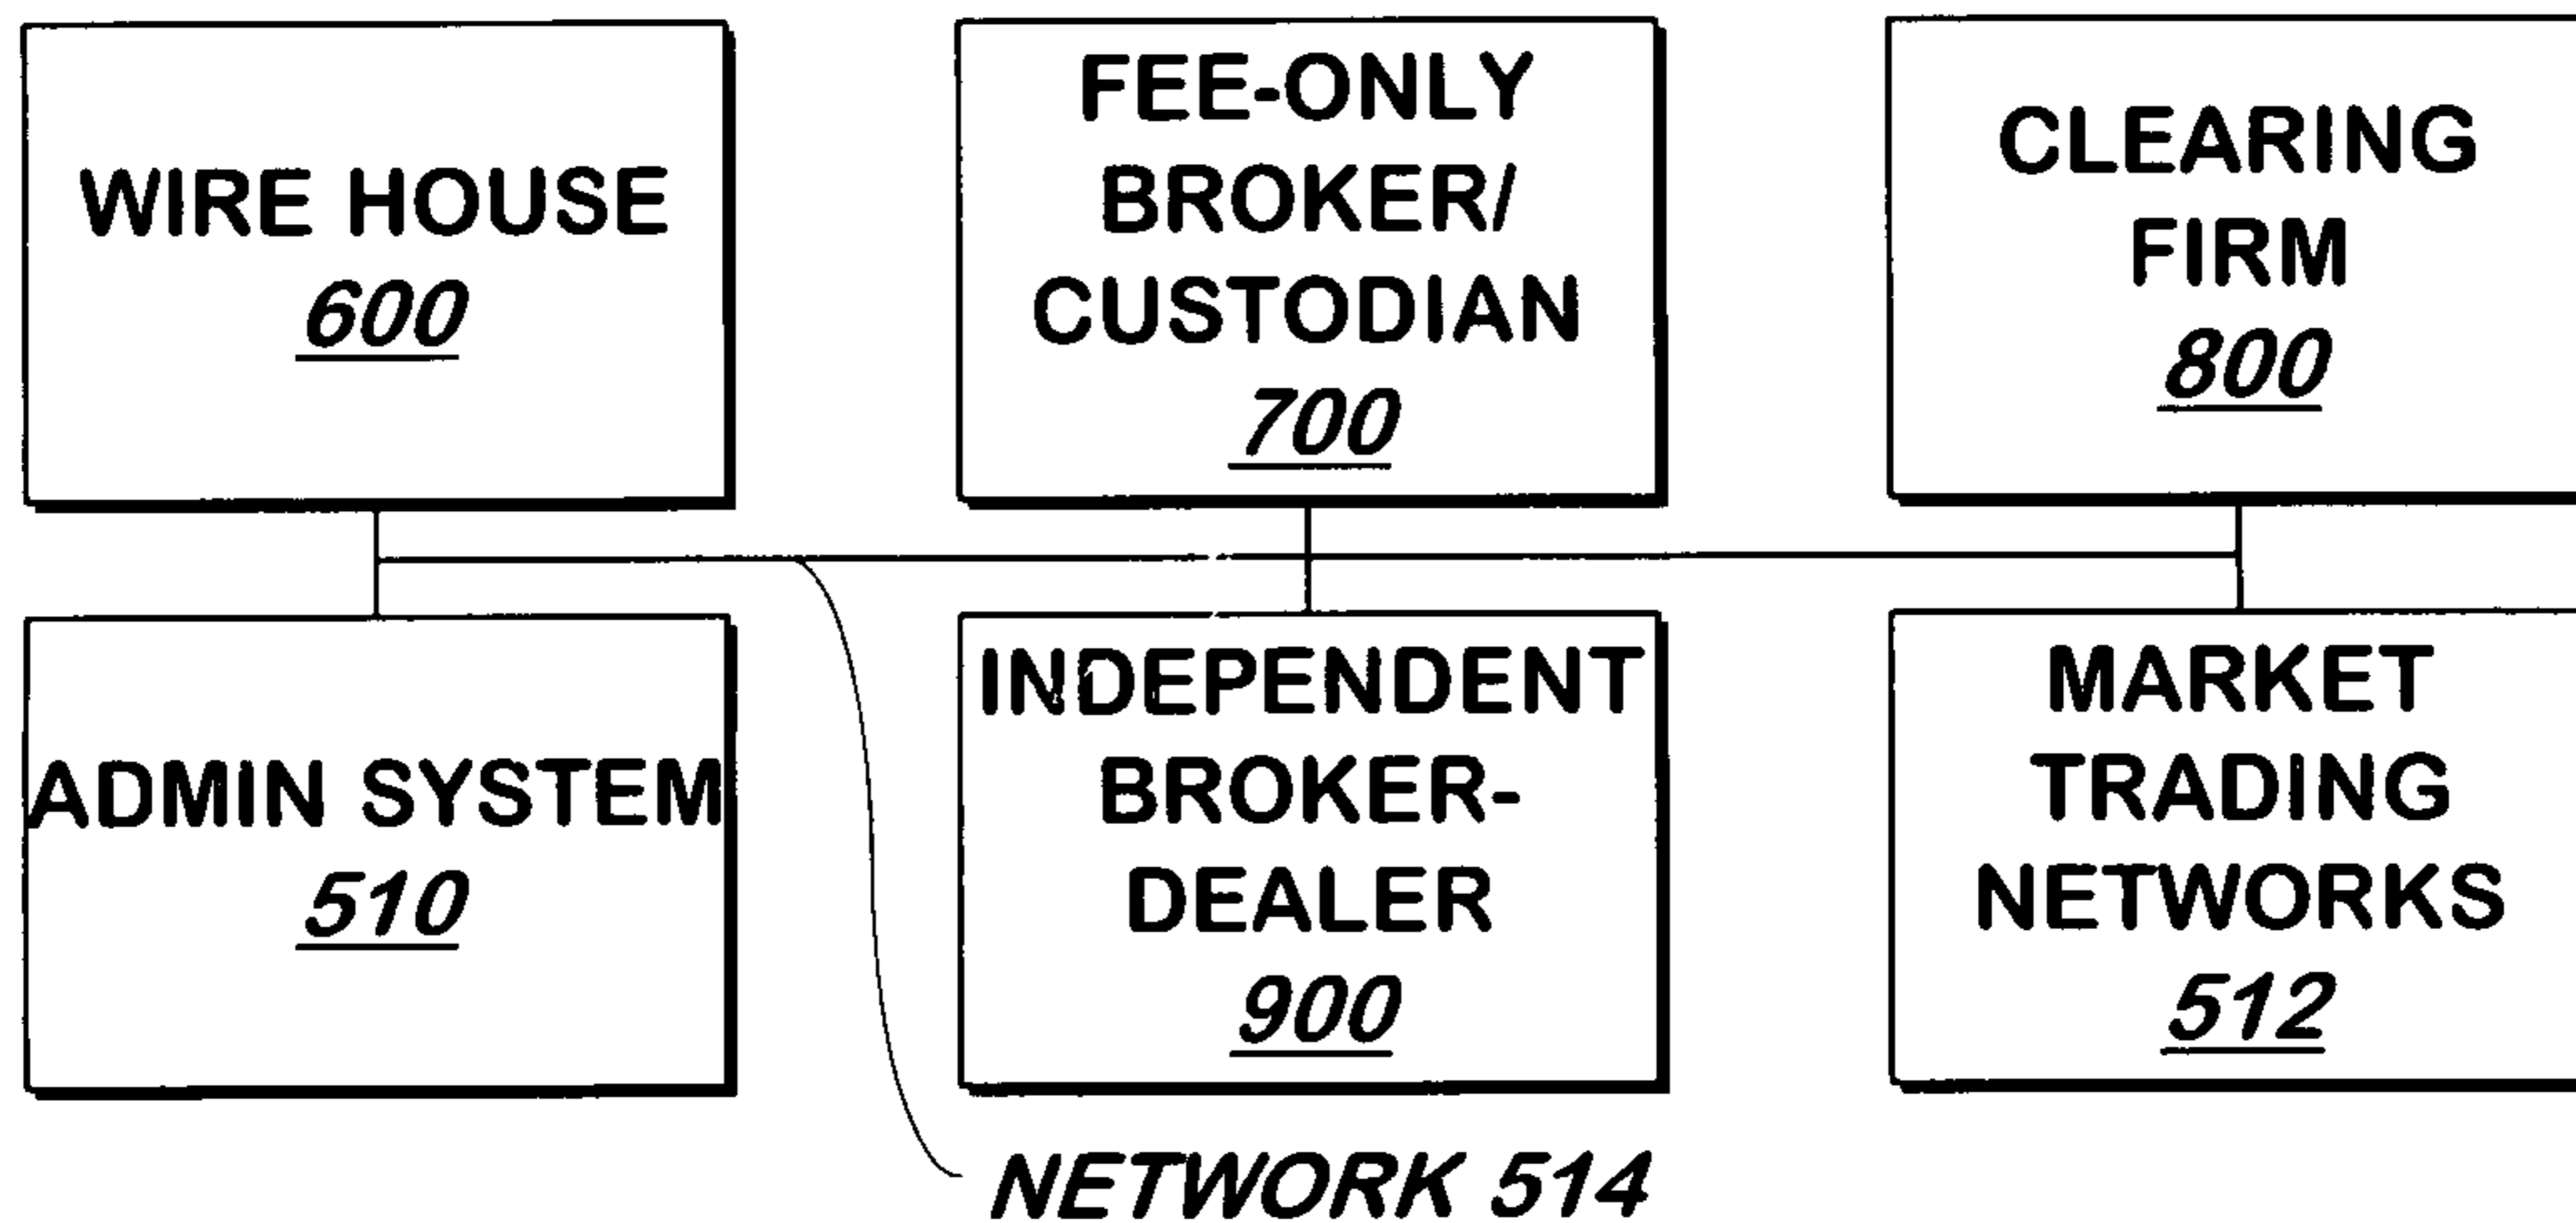 WIRE HOUSE
600
FEE-ONLY
BROKER/
CUSTODIAN
700
CLEARING
FIRM
800
ADMIN SYSTEM
510
INDEPENDENT
BROKER-
DEALER
900
MARKET
TRADING
NETWORKS
512
NETWORK 514